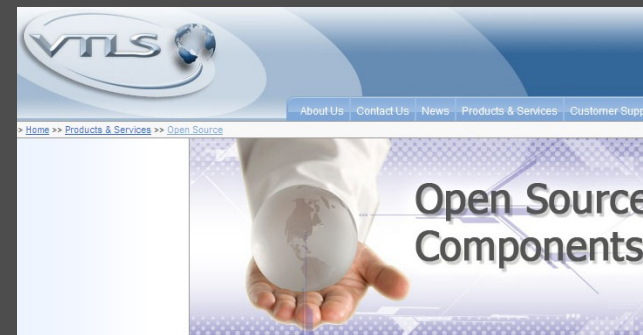 VTLS
About Us Contact Us News Products & Services Customer Supp
> Home >> Products & Services >> Open Source
Open Source
Components